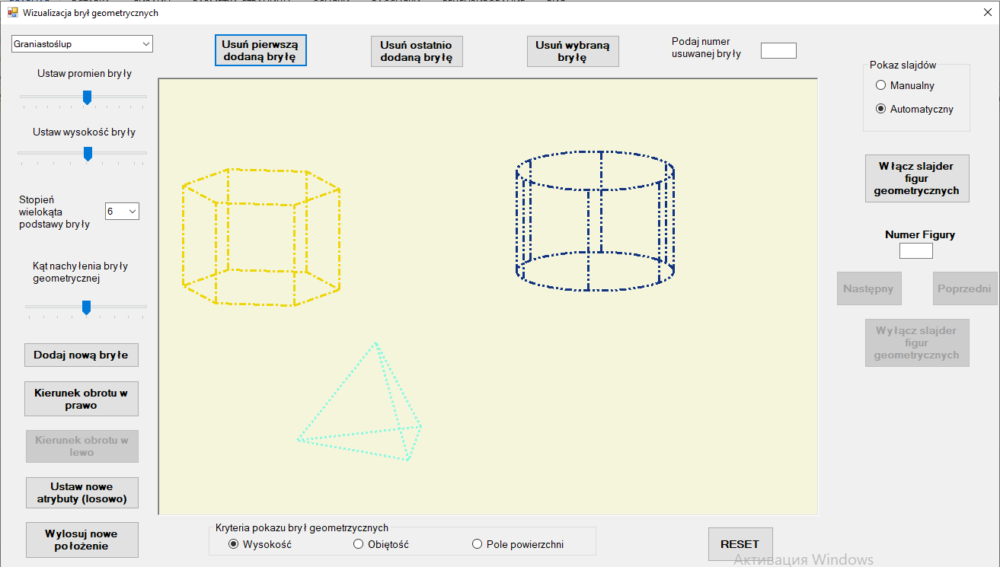 Wizualizacja brył geometrycznych
Graniastoślup
Ustaw promien bryły
Ustaw wysokość bryły
Stopień
wielokąta
podstawy bryły
6
Kąt nachylenia bryły
geometrycznej
Dodaj nową bryłe
Kierunek obrotu w
prawo
Kierunek obrotu w
lewo
Ustaw nowe
atrybuty (losowo)
Wylosuj nowe
położenie
Usuń pierwszą
dodaną bryłę
Usuń ostatnio
dodaną bryłę
Usuń wybraną
bryłę
Podaj numer
usuwanej bryły
Kryteria pokazu brył geometrzycznych
Wysokość
Obiętość
Pole powierzchni
Pokaz slajdów
Manualny
Automatyczny
Włącz slajder
figur
geometrycznych
Numer Figury
Następny
Poprzedni
Wyłącz slajder
figur
geometrycznych
RESET
Активация Windows